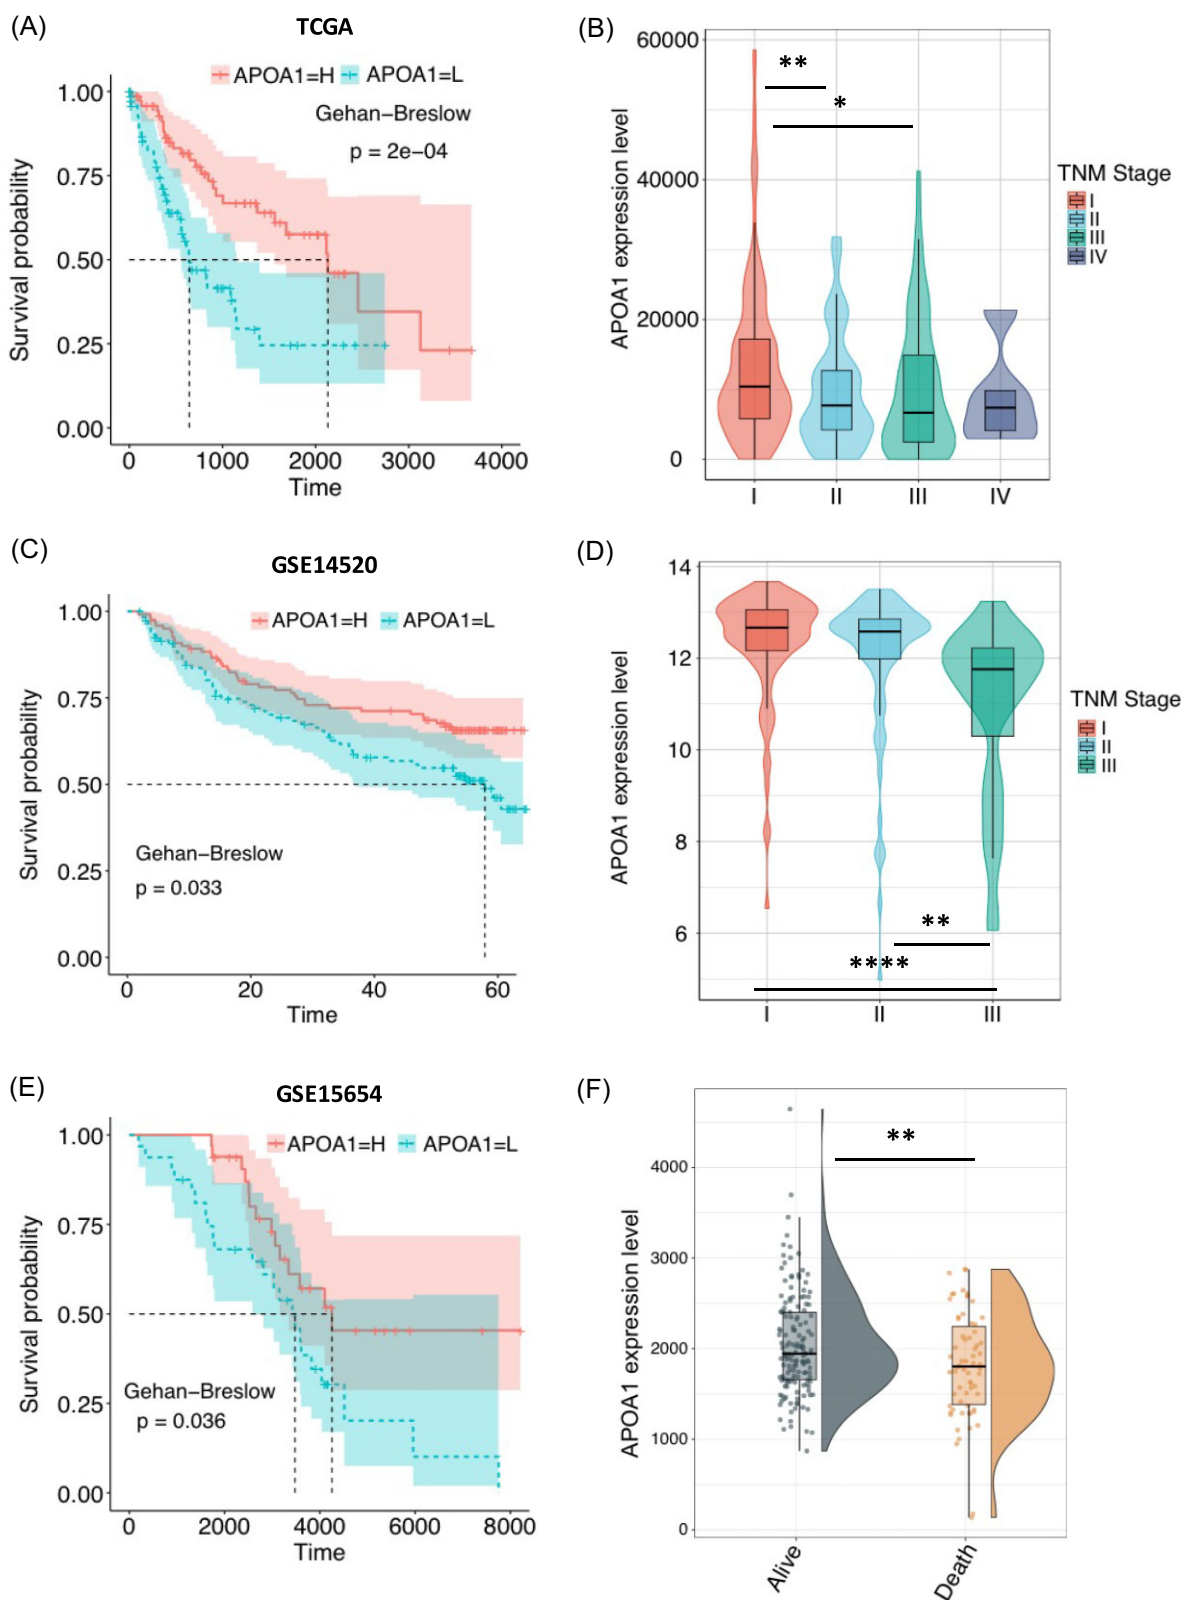 (A)
TCGA
APOA1=H APOA1=L
Gehan−Breslow
p = 2e−04
Survival probability
1.00
0.75
0.50
0.25
0.00
0 1000 2000 3000 4000
Time
(B)
60000
40000
20000
0
APOA1 expression level
**
*
I II III IV
TNM Stage
I
II
III
IV
(C)
GSE14520
APOA1=H APOA1=L
Survival probability
1.00
0.75
0.50
0.25
0.00
Gehan−Breslow
p = 0.033
0 20 40 60
Time
(D)
14
12
10
8
6
APOA1 expression level
**
****
I II III
TNM Stage
I
II
III
(E)
GSE15654
APOA1=H APOA1=L
Survival probability
1.00
0.75
0.50
0.25
0.00
Gehan−Breslow
p = 0.036
0 2000 4000 6000 8000
Time
(F)
**
APOA1 expression level
4000
3000
2000
1000
0
Alive Death